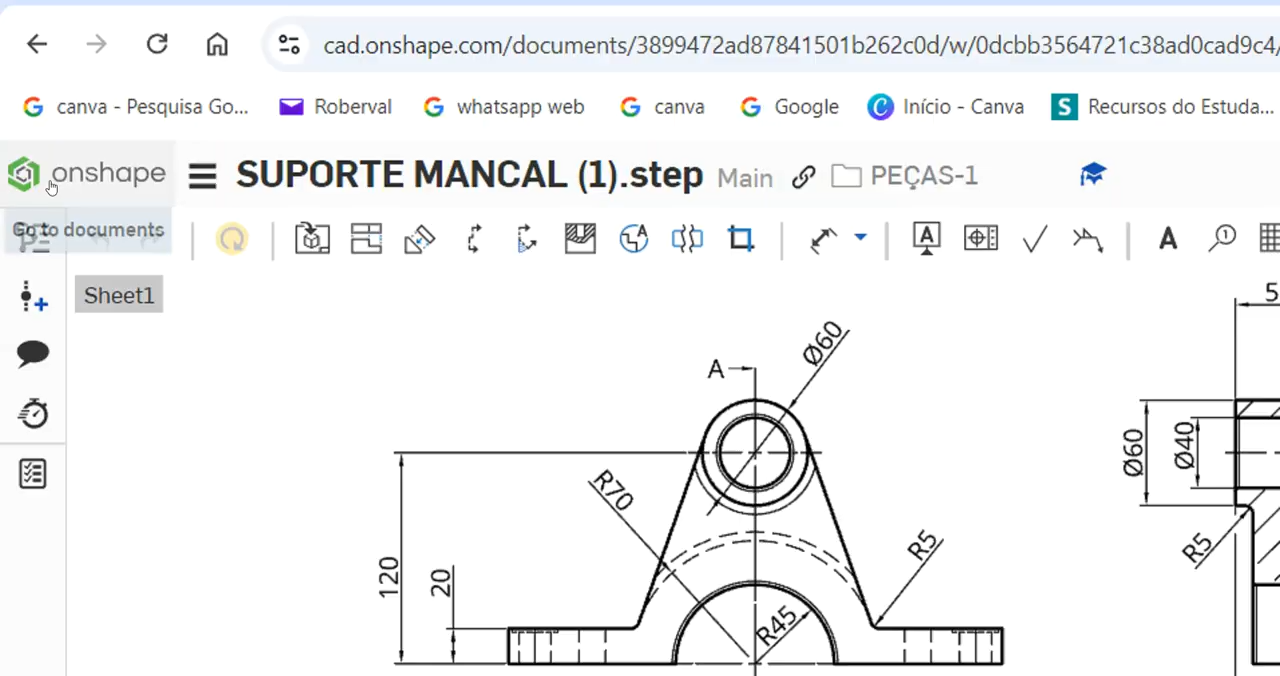 cad.onshape.com/documents/3899472ad87841501b262c0d/w/0dcbb3564721c38ad0cad9c4/
canva - Pesquisa Go... Roberval whatsapp web canva Google Início - Canva Recursos do Estuda...
onshape SUPORTE MANCAL (1).step Main PEÇAS-1
Go to documents
Sheet1
5
A
Ø60
Ø60
Ø40
R70
R5
R5
120
20
R45